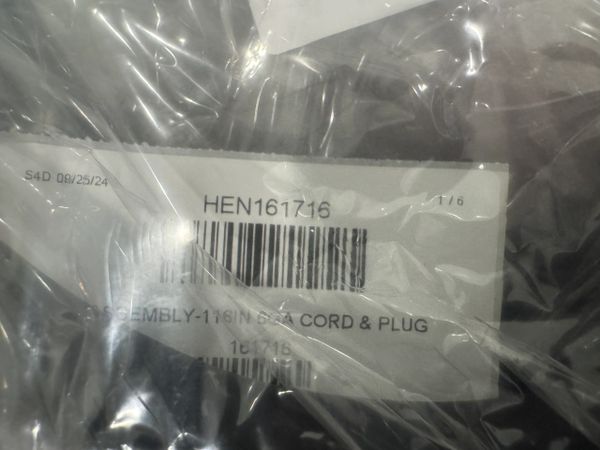 S4D 09/25/24
HEN161716
1 / 6
CORD & PLUG
161716